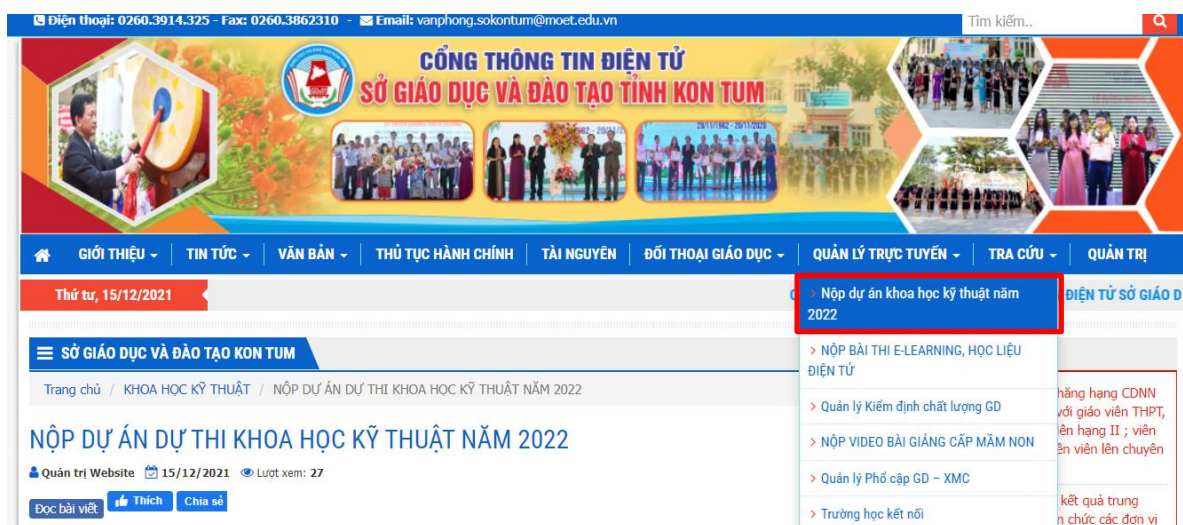 Điện thoại: 0260.3914.325 - Fax: 0260.3862310 - Email: vanphong.sokontum@moet.edu.vn
Tìm kiếm..
CỔNG THÔNG TIN ĐIỆN TỬ
SỞ GIÁO DỤC VÀ ĐÀO TẠO TỈNH KON TUM
GIỚI THIỆU
TIN TỨC
VĂN BẢN
THỦ TỤC HÀNH CHÍNH
TÀI NGUYÊN
ĐỐI THOẠI GIÁO DỤC
QUẢN LÝ TRỰC TUYẾN
TRA CỨU
QUẢN TRỊ
Thứ tư, 15/12/2021
ĐIỆN TỬ SỞ GIÁO D
> Nộp dự án khoa học kỹ thuật năm
2022
> NỘP BÀI THI E-LEARNING, HỌC LIỆU
ĐIỆN TỬ
> Quản lý Kiểm định chất lượng GD
> NỘP VIDEO BÀI GIẢNG CẤP MẦM NON
> Quản lý Phổ cập GD – XMC
> Trường học kết nối
SỞ GIÁO DỤC VÀ ĐÀO TẠO KON TUM
Trang chủ / KHOA HỌC KỸ THUẬT / NỘP DỰ ÁN DỰ THI KHOA HỌC KỸ THUẬT NĂM 2022
NỘP DỰ ÁN DỰ THI KHOA HỌC KỸ THUẬT NĂM 2022
Quản trị Website 15/12/2021 Lượt xem: 27
Đọc bài viết Thích Chia sẻ
hăng hạng CDNN
với giáo viên THPT,
ên hạng II ; viên
ên viên lên chuyên
kết quả trung
n chức các đơn vị